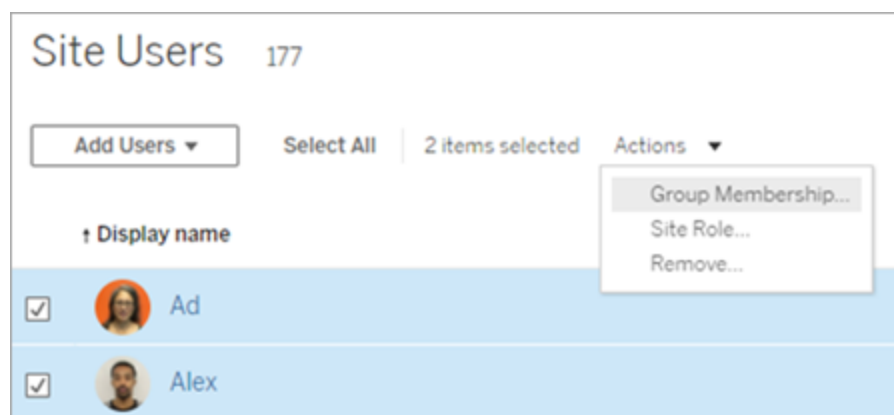 Site Users 177
Add Users Select All 2 items selected Actions
Group Membership...
Site Role...
Remove...
Display name
Ad
Alex